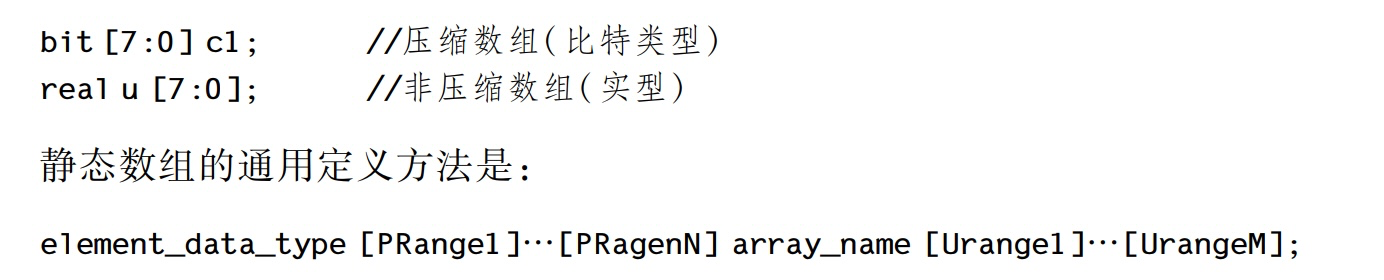 bit [7:0] c1; //压缩数组(比特类型)
real u [7:0]; //非压缩数组(实型)
静态数组的通用定义方法是:
element_data_type [PRange1]…[PRagenN] array_name [Urange1]…[UrangeM];